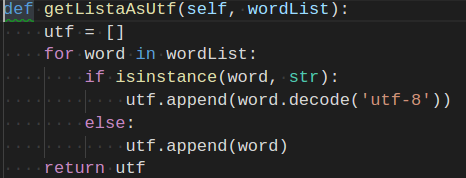 def getListaAsUtf(self, wordList):
    utf = []
    for word in wordList:
        if isinstance(word, str):
            utf.append(word.decode('utf-8'))
        else:
            utf.append(word)
    return utf